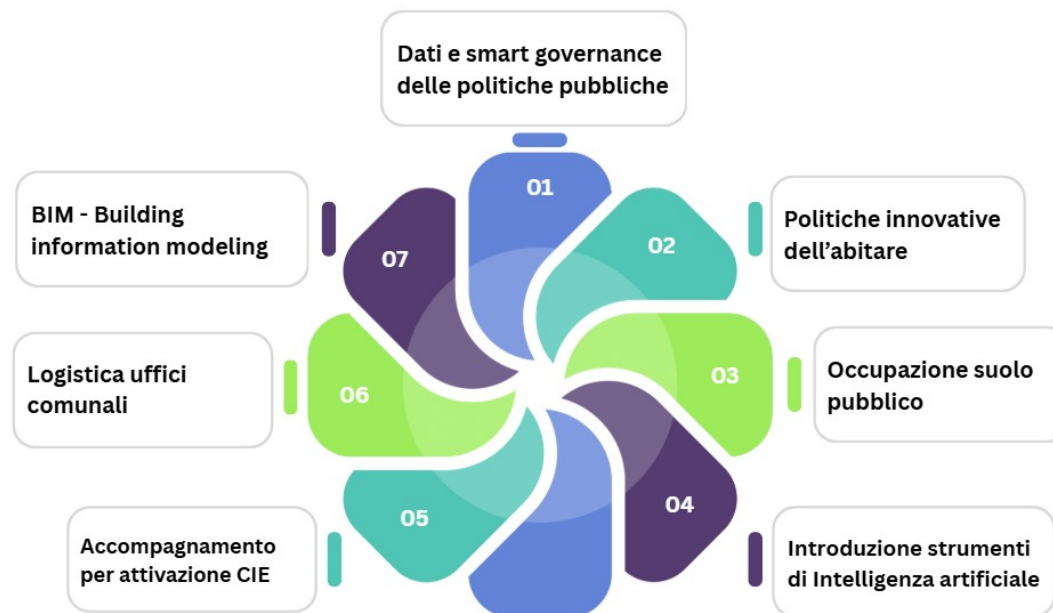 Dati e smart governance
delle politiche pubbliche
01
02
Politiche innovative
dell'abitare
03
Occupazione suolo
pubblico
04
Introduzione strumenti
di Intelligenza artificiale
05
Accompagnamento
per attivazione CIE
06
Logistica uffici
comunali
07
BIM - Building
information modeling